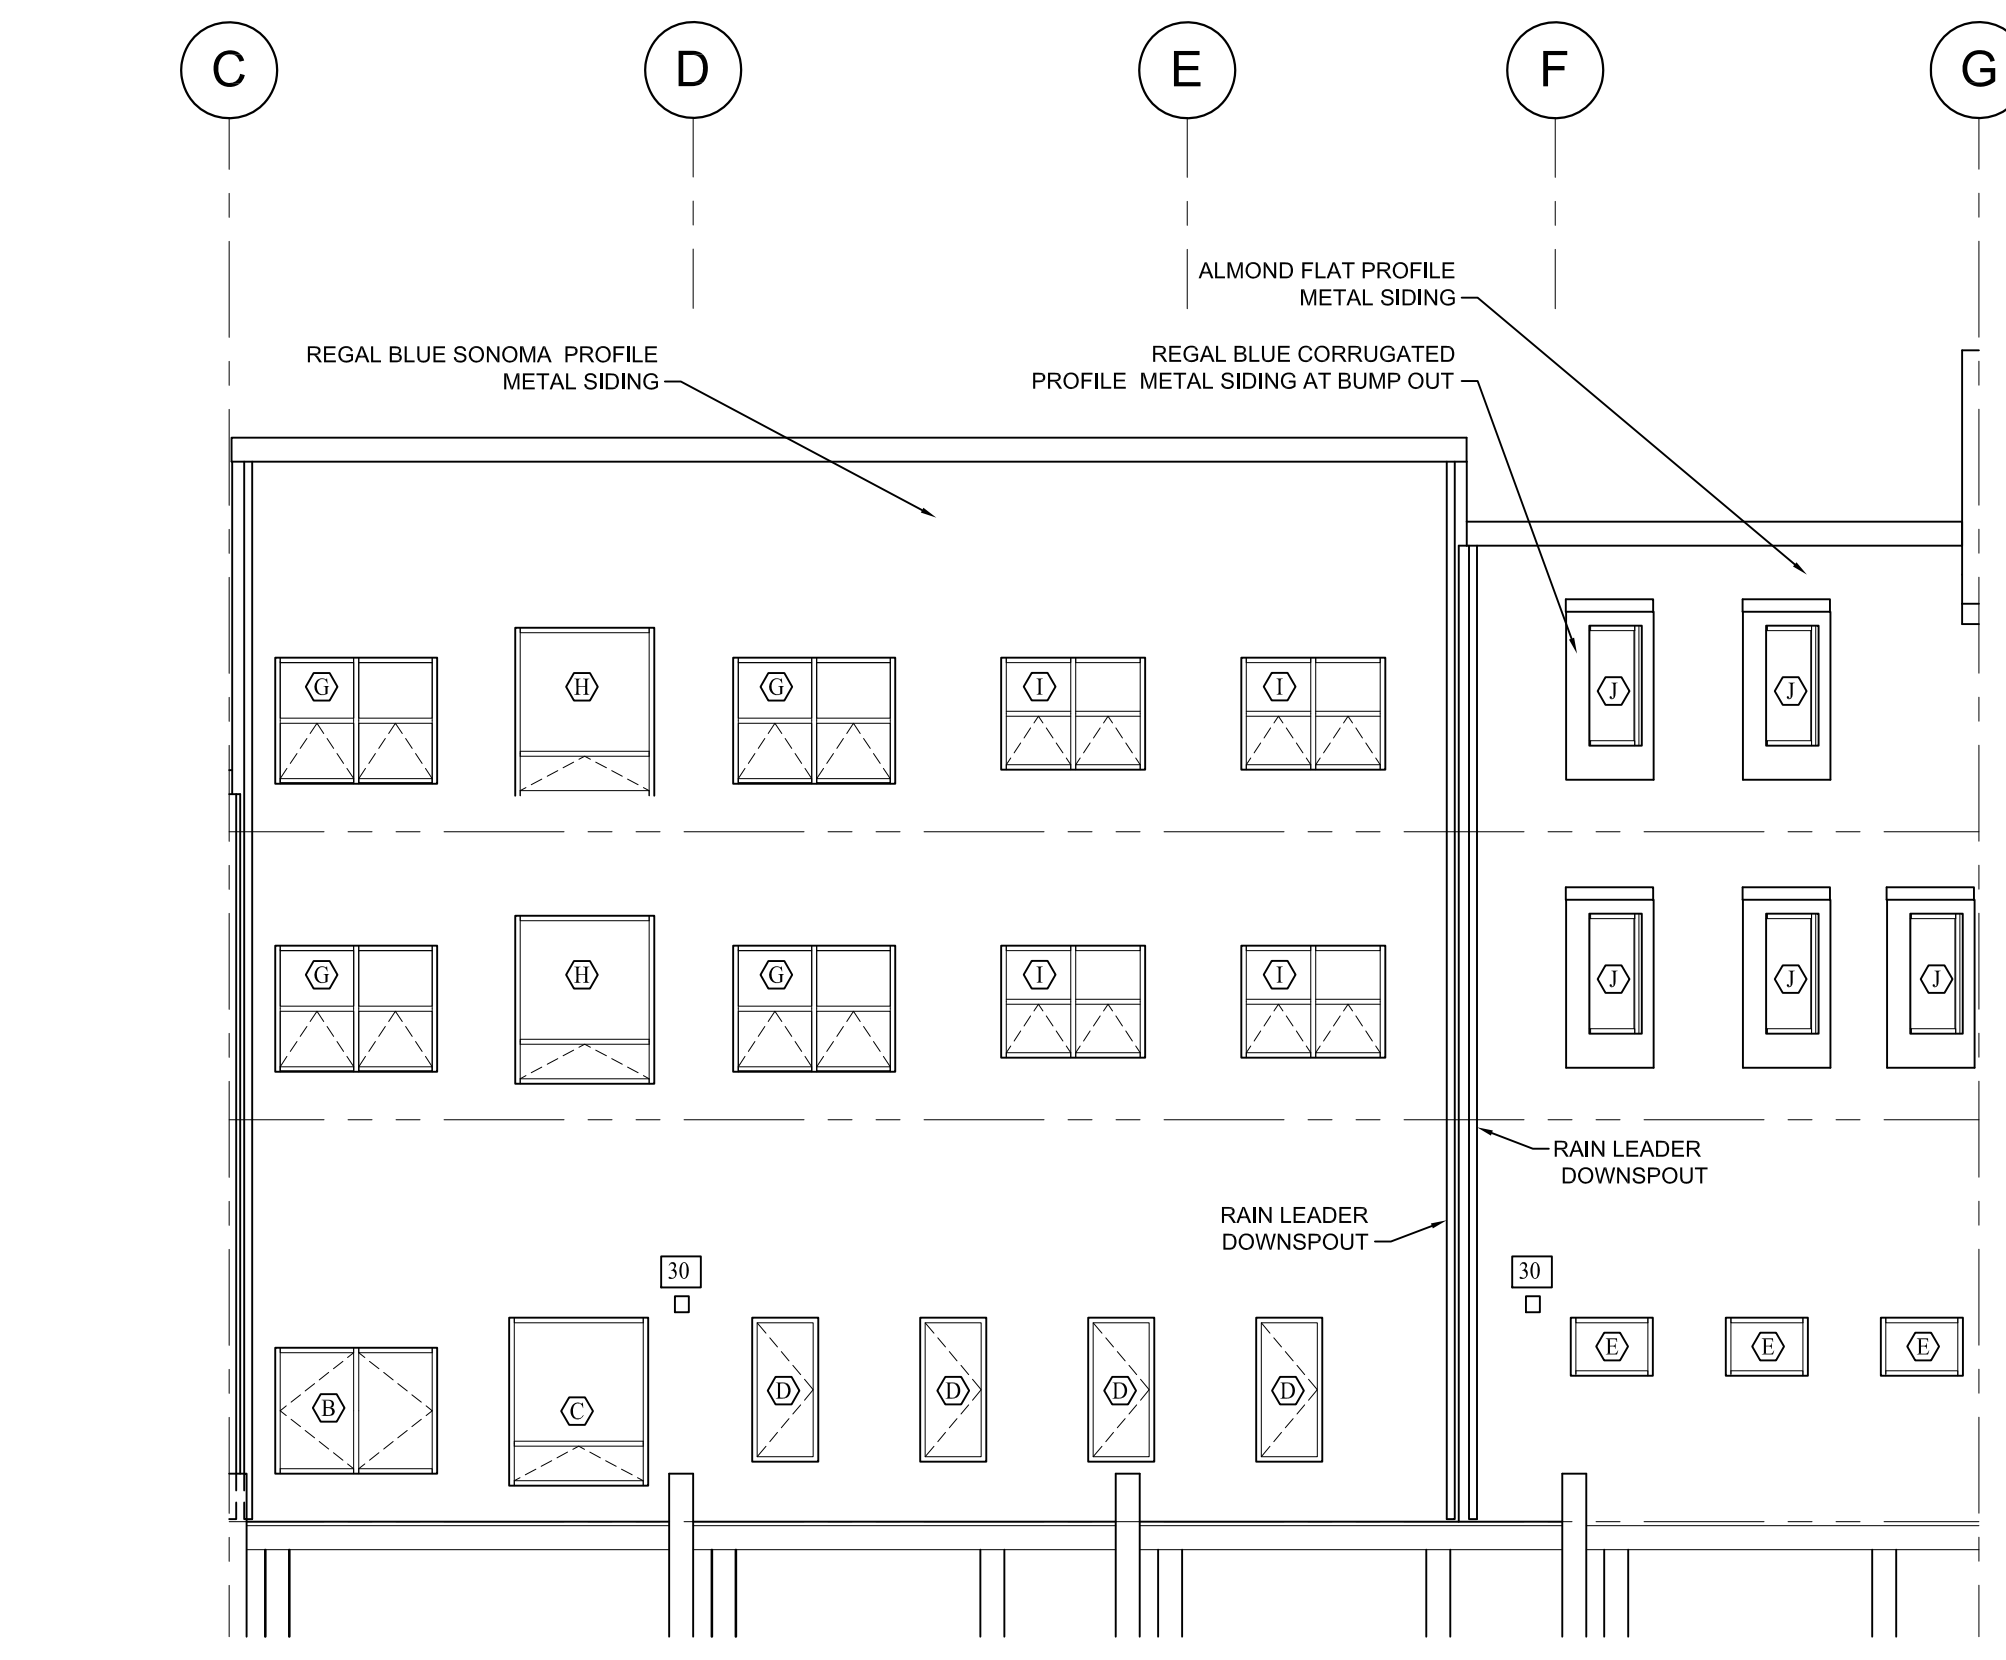 C D E F G
ALMOND FLAT PROFILE
METAL SIDING
REGAL BLUE SONOMA PROFILE
METAL SIDING
REGAL BLUE CORRUGATED
PROFILE METAL SIDING AT BUMP OUT
G H G I I J J
G H G I I J J J
RAIN LEADER
DOWNSPOUT
RAIN LEADER
DOWNSPOUT
30 30
B C D D D D E E E